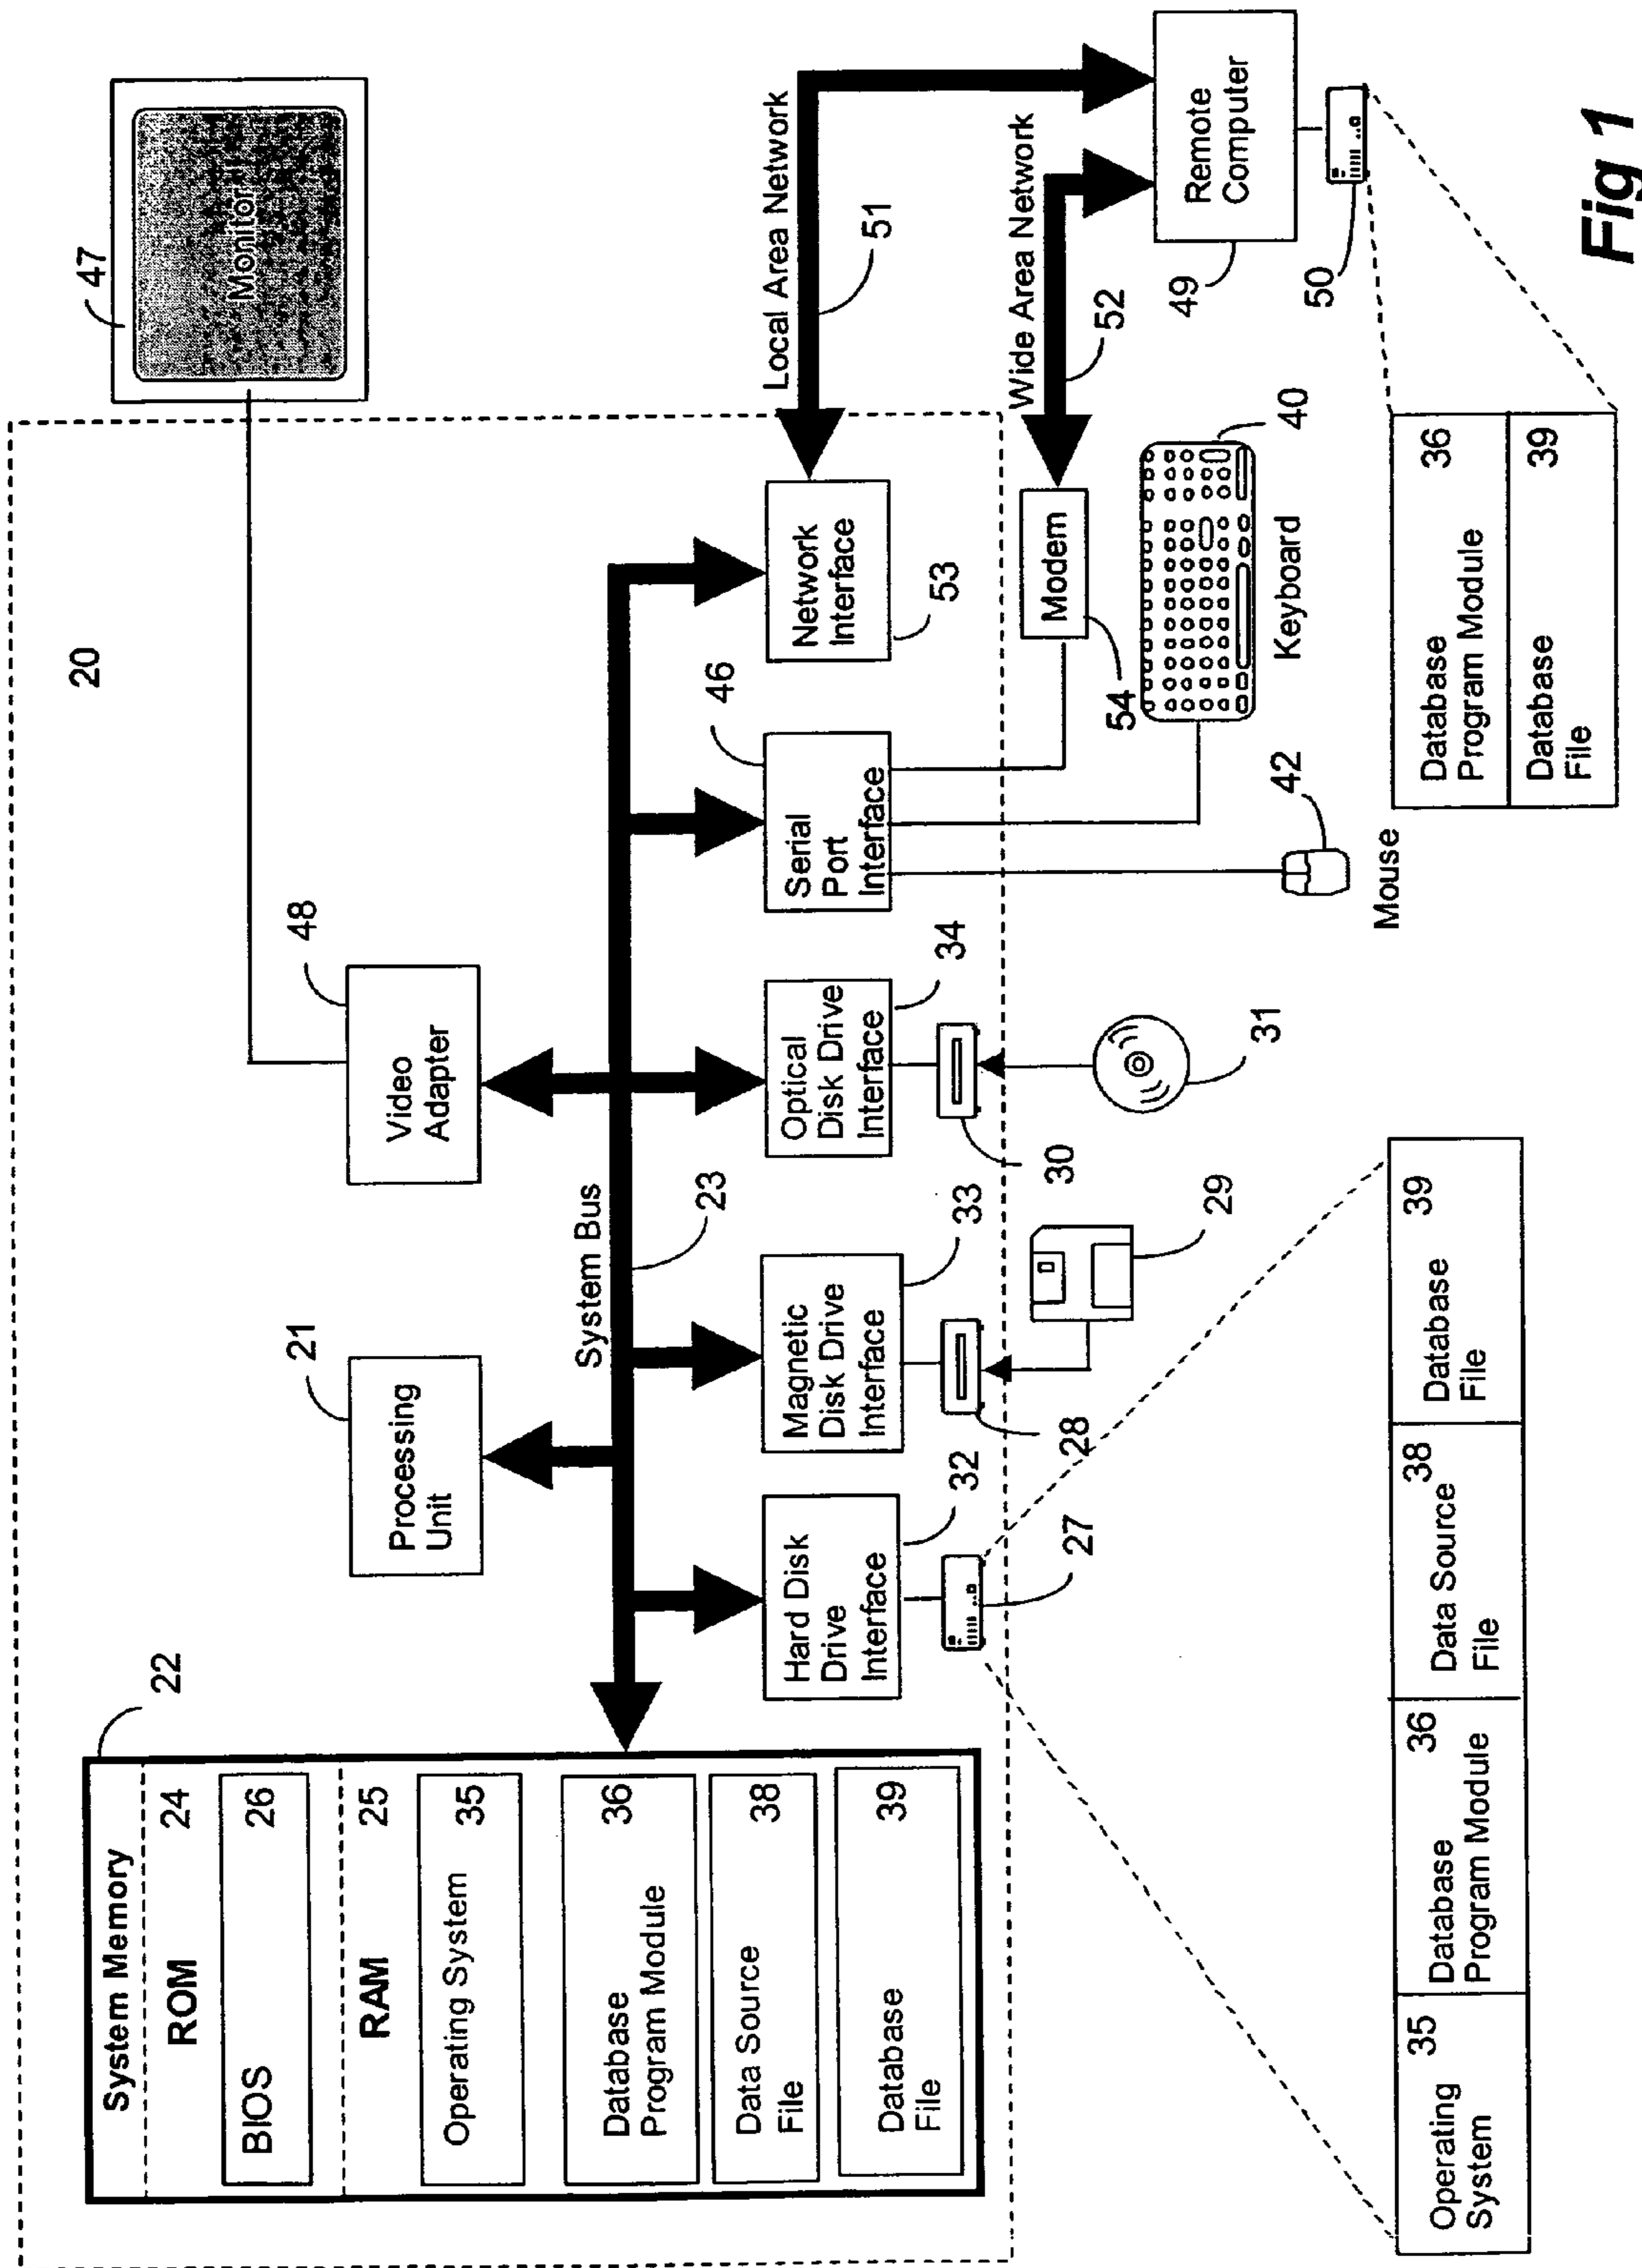 20
47
Monitor
System Memory
ROM
24
BIOS
26
RAM
25
Operating System
35
Database
Program Module
36
Data Source
File
38
Database
File
39
22
Processing
Unit
21
Video
Adapter
48
System Bus
23
Hard Disk
Drive
Interface
32
Magnetic
Disk Drive
Interface
33
Optical
Disk Drive
Interface
34
Serial
Port
Interface
46
Network
Interface
53
Local Area Network
51
27
28
30
29
31
Modem
54
Wide Area Network
52
Keyboard
40
Mouse
42
Remote
Computer
49
50
Operating
System
35
Database
Program Module
36
Data Source
File
38
Database
File
39
Database
Program Module
36
Database
File
39
Fig 1